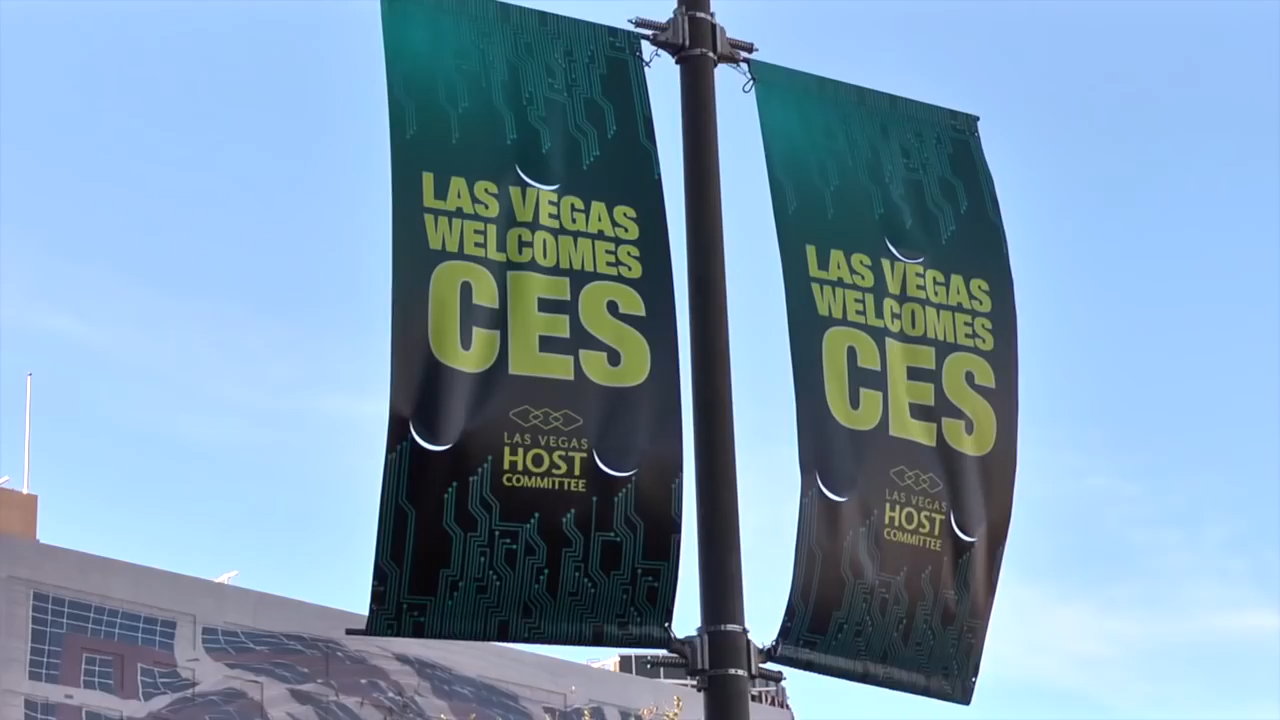 LAS VEGAS
WELCOMES
CES
LAS VEGAS
HOST
COMMITTEE
LAS VEGAS
WELCOMES
CES
LAS VEGAS
HOST
COMMITTEE